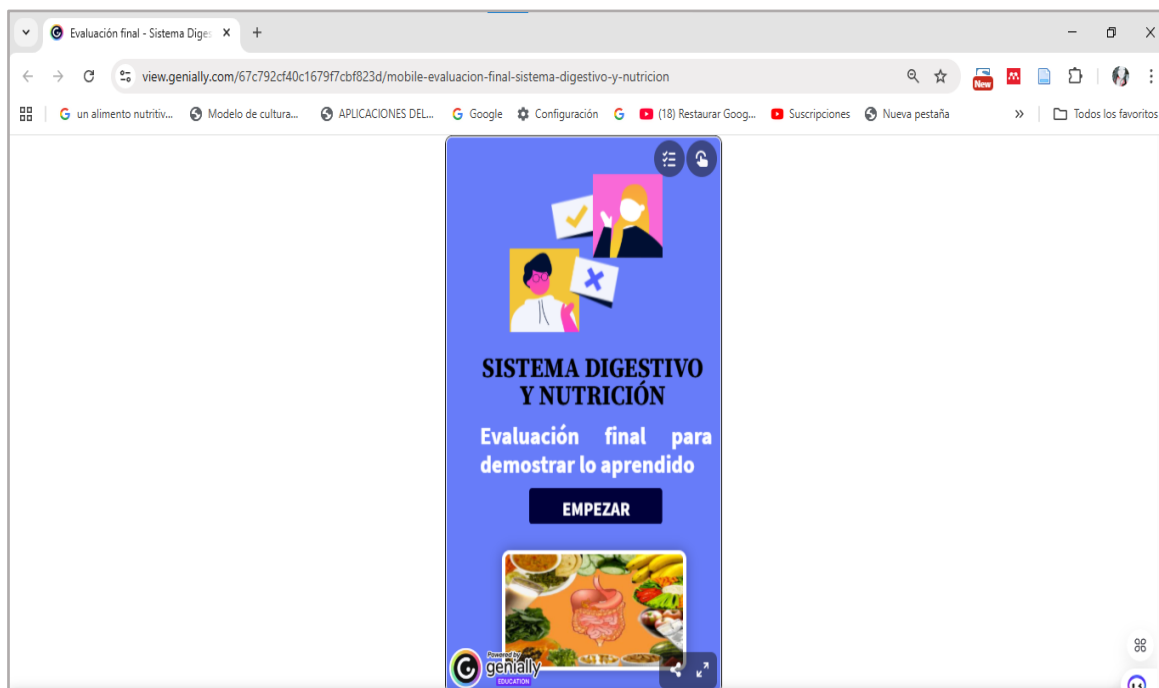 Evaluación final - Sistema Diges
view.genially.com/67c792cf40c1679f7cbf823d/mobile-evaluacion-final-sistema-digestivo-y-nutricion
New
un alimento nutritiv...
Modelo de cultura...
APLICACIONES DEL...
Google
Configuración
(18) Restaurar Goog...
Suscripciones
Nueva pestaña
Todos los favoritos
SISTEMA DIGESTIVO
Y NUTRICIÓN
Evaluación final para
demostrar lo aprendido
EMPEZAR
Powered by
genially
EDUCATION